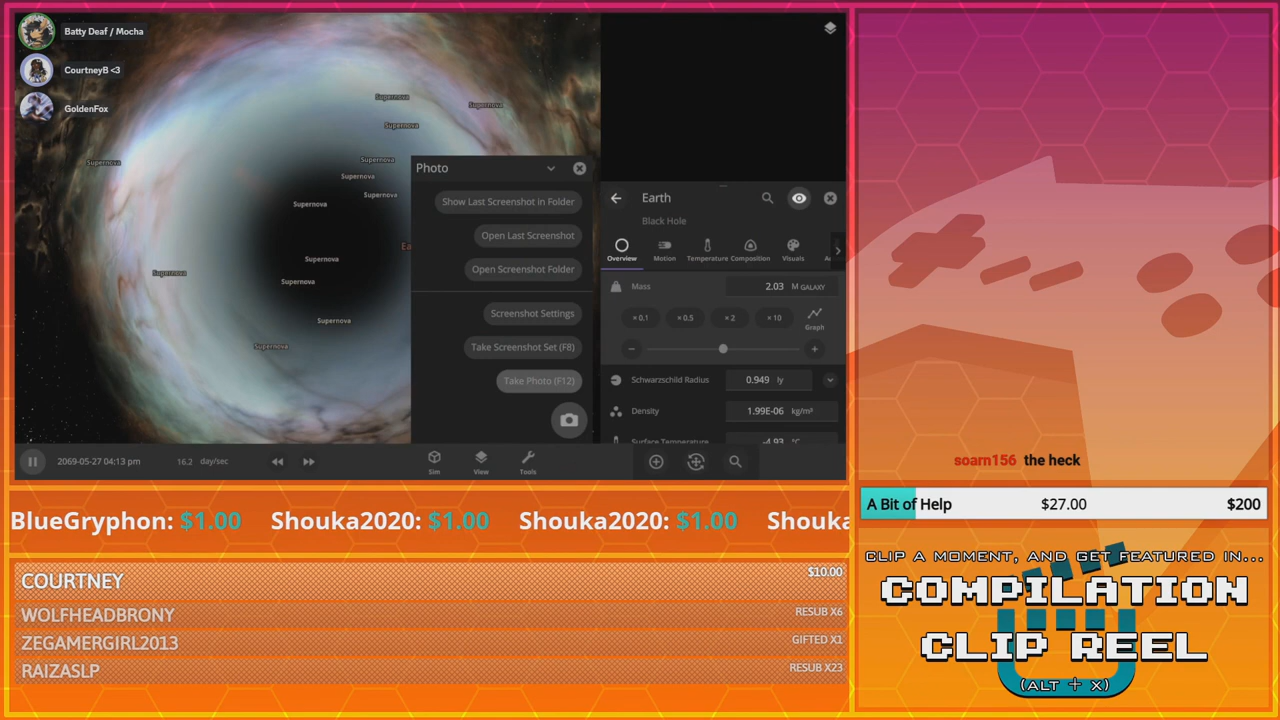 Batty Deaf / Mocha
CourtneyB <3
GoldenFox
Supernova
Supernova
Supernova
Supernova
Supernova
Supernova
Supernova
Supernova
Supernova
Supernova
Supernova
Supernova
Supernova
Ea
Photo
Show Last Screenshot in Folder
Open Last Screenshot
Open Screenshot Folder
Screenshot Settings
Take Screenshot Set (F8)
Take Photo (F12)
Earth
Black Hole
Overview Motion Temperature Composition Visuals
Mass 2.03 M GALAXY
× 0.1 × 0.5 × 2 × 10 Graph
Schwarzschild Radius 0.949 ly
Density 1.99E-06 kg/m³
Surface Temperature -4.93 °C
2069-05-27 04:13 pm 16.2 day/sec
Sim View Tools
BlueGryphon: $1.00 Shouka2020: $1.00 Shouka2020: $1.00 Shouka
COURTNEY $10.00
WOLFHEADBRONY RESUB X6
ZEGAMERGIRL2013 GIFTED X1
RAIZASLP RESUB X23
soarn156 the heck
A Bit of Help $27.00 $200
CLIP A MOMENT, AND GET FEATURED IN...
COMPILATION
CLIP REEL
(ALT + X)